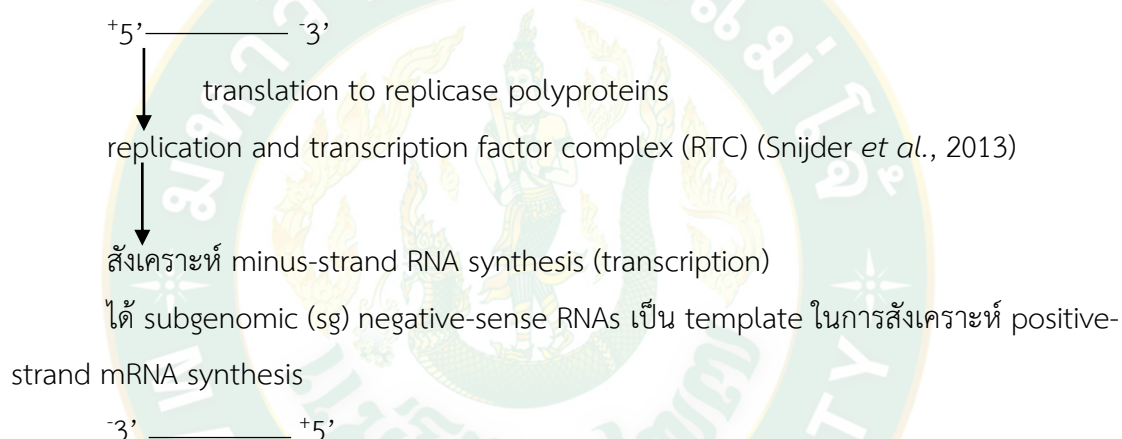 +5’ -3’
translation to replicase polyproteins
replication and transcription factor complex (RTC) (Snijder et al., 2013)
สังเคราะห์ minus-strand RNA synthesis (transcription)
ได้ subgenomic (sg) negative-sense RNAs เป็น template ในการสังเคราะห์ positive-
strand mRNA synthesis
-3’ +5’